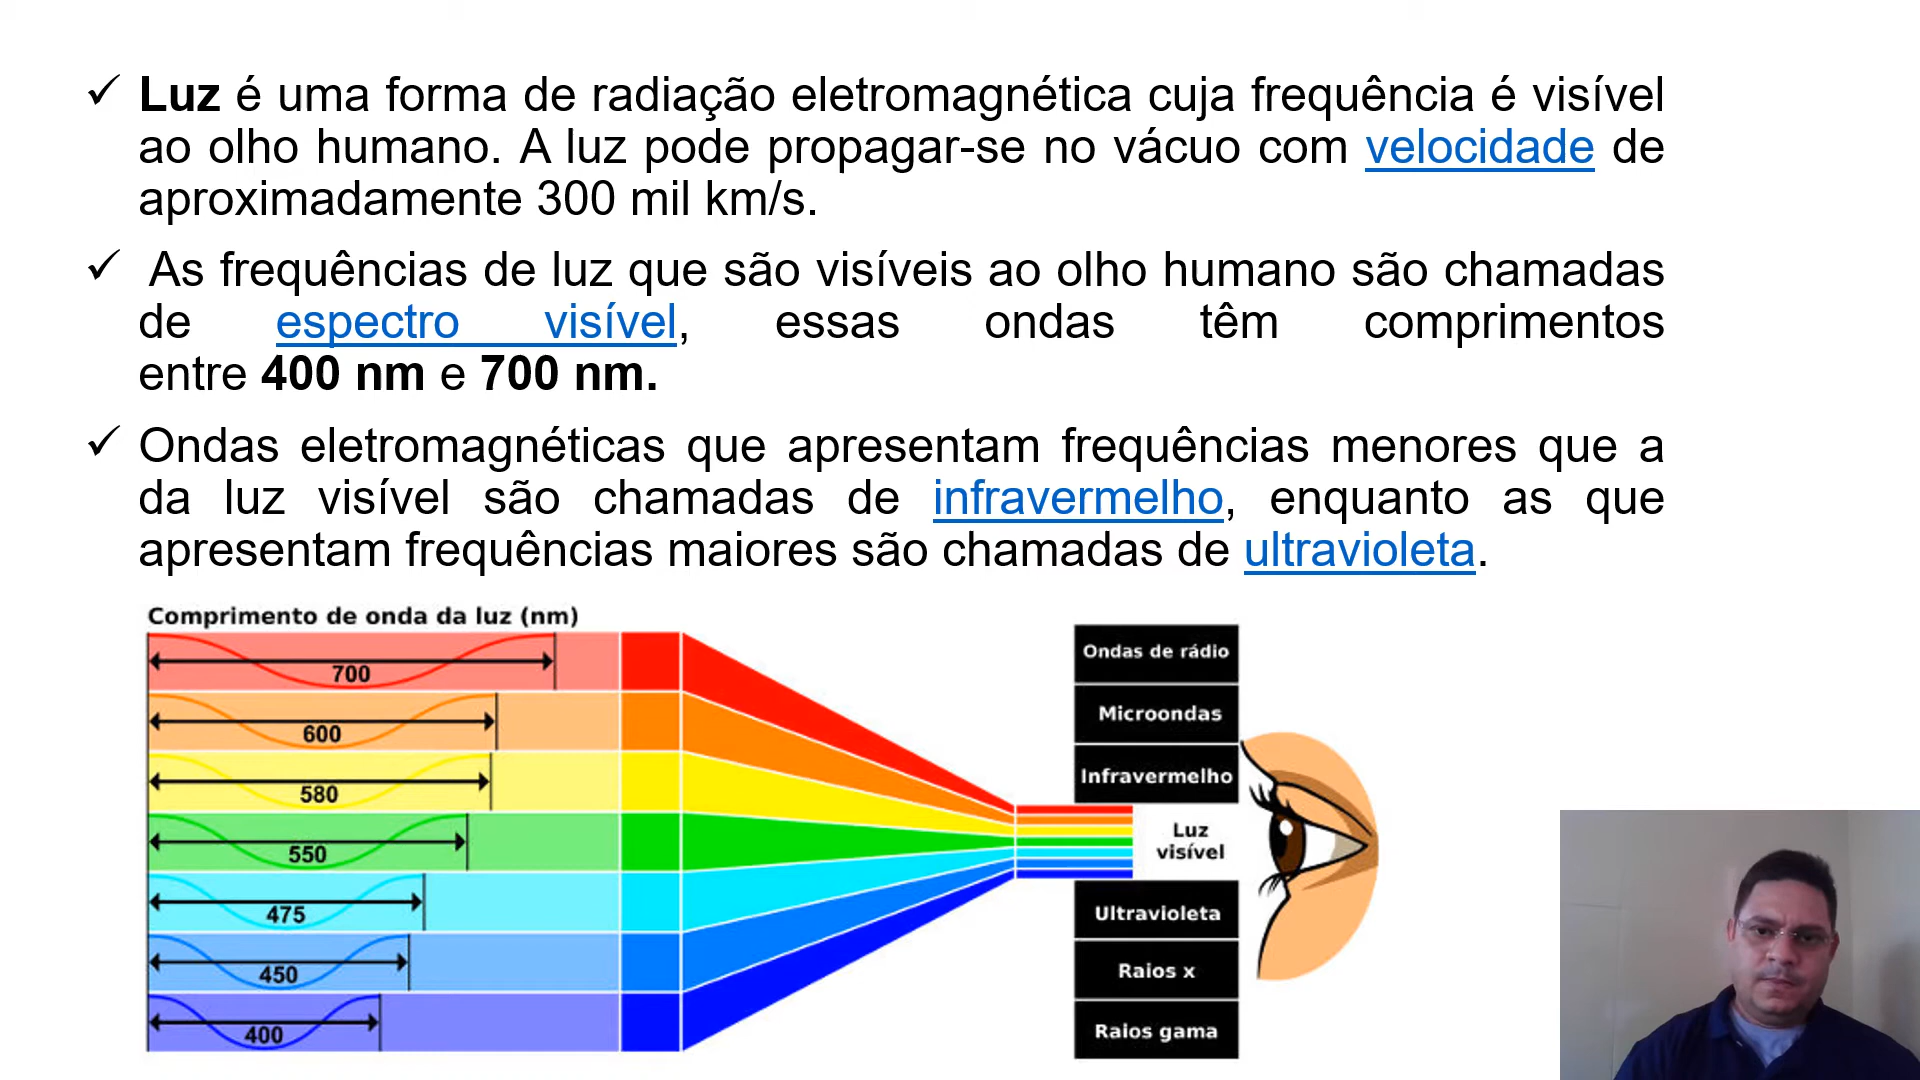 ✓ Luz é uma forma de radiação eletromagnética cuja frequência é visível
ao olho humano. A luz pode propagar-se no vácuo com velocidade de
aproximadamente 300 mil km/s.
✓ As frequências de luz que são visíveis ao olho humano são chamadas
de espectro visível, essas ondas têm comprimentos
entre 400 nm e 700 nm.
✓ Ondas eletromagnéticas que apresentam frequências menores que a
da luz visível são chamadas de infravermelho, enquanto as que
apresentam frequências maiores são chamadas de ultravioleta.
Comprimento de onda da luz (nm)
700
600
580
550
475
450
400
Ondas de rádio
Microondas
Infravermelho
Luz
visível
Ultravioleta
Raios x
Raios gama